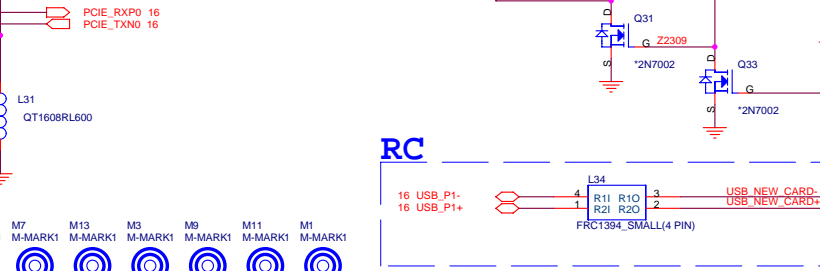 PCIE_RXP0 16
PCIE_TXN0 16
D
Q31
G
Z2309
S
*2N7002
D
Q33
G
S
*2N7002
L31
QT1608RL600
RC
L34
16 USB_P1-
4
R1I R1O
3
USB_NEW_CARD-
16 USB_P1+
1
R2I R2O
2
USB_NEW_CARD+
FRC1394_SMALL(4 PIN)
M7 M13 M3 M9 M11 M1
M-MARK1 M-MARK1 M-MARK1 M-MARK1 M-MARK1 M-MARK1